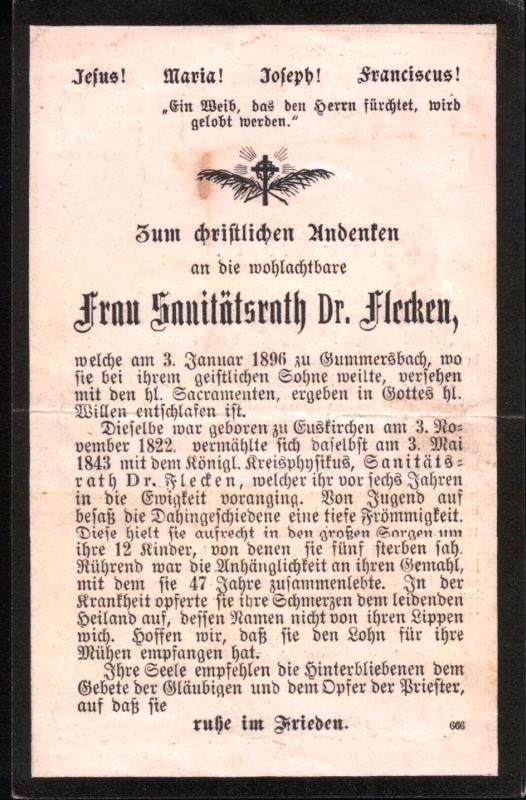 Jesus! Maria! Joseph! Franciscus!
„Ein Weib, das den Herrn fürchtet, wird
gelobt werden.“
Zum christlichen Andenken
an die wohlachtbare
Frau Sanitätsrath Dr. Flecken,
welche am 3. Januar 1896 zu Gummersbach, wo
sie bei ihrem geistlichen Sohne weilte, versehen
mit den hl. Sacramenten, ergeben in Gottes hl.
Willen entschlafen ist.
Dieselbe war geboren zu Euskirchen am 3. No-
vember 1822, vermählte sich daselbst am 3. Mai
1843 mit dem Königl. Kreisphysikus, Sanitäts-
rath Dr. Flecken, welcher ihr vor sechs Jahren
in die Ewigkeit voranging. Von Jugend auf
besaß die Dahingeschiedene eine tiefe Frömmigkeit.
Diese hielt sie aufrecht in den großen Sorgen um
ihre 12 Kinder, von denen sie fünf sterben sah.
Rührend war die Anhänglichkeit an ihren Gemahl,
mit dem sie 47 Jahre zusammenlebte. In der
Krankheit opferte sie ihre Schmerzen dem leidenden
Heiland auf, dessen Namen nicht von ihren Lippen
wich. Hoffen wir, daß sie den Lohn für ihre
Mühen empfangen hat.
Ihre Seele empfehlen die Hinterbliebenen dem
Gebete der Gläubigen und dem Opfer der Priester,
auf daß sie
ruhe im Frieden.
666